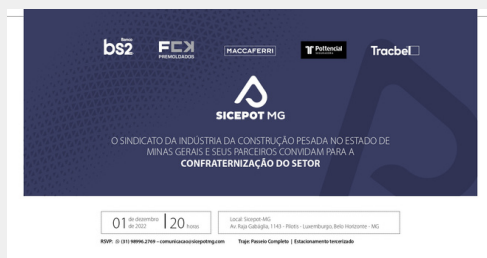 Banco
bs2
FCK
PREMOLDADOS
MACCAFERRI
Pottencial
Tracbel
SICEPOT MG
O SINDICATO DA INDÚSTRIA DA CONSTRUÇÃO PESADA NO ESTADO DE
MINAS GERAIS E SEUS PARCEIROS CONVIDAM PARA A
CONFRATERNIZAÇÃO DO SETOR
01 de dezembro de 2022 | 20 horas
Local: Sicepot-MG
Av. Raja Gabáglia, 1143 - Pilotis - Luxemburgo, Belo Horizonte - MG
RSVP: (31) 98996.2769 – comunicacao@sicepotmg.com Traje: Passeio Completo | Estacionamento terceirizado